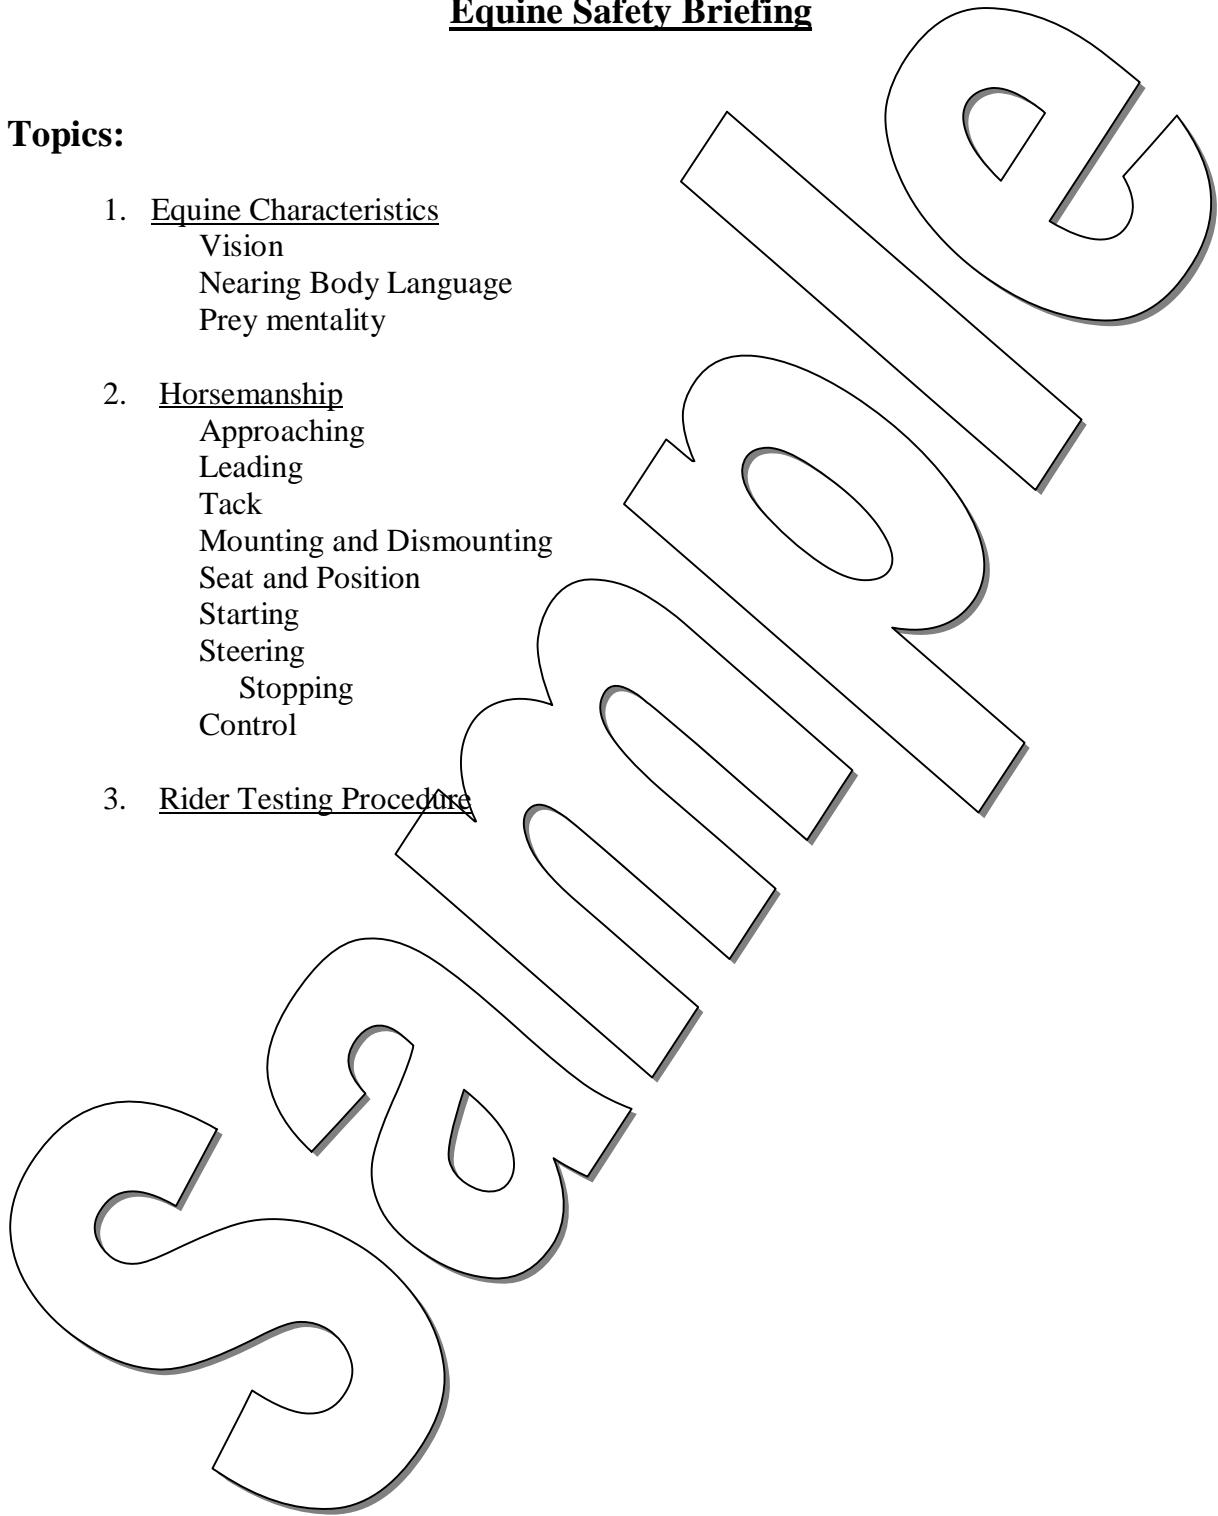 Equine Safety Briefing
Topics:
1. Equine Characteristics
Vision
Nearing Body Language
Prey mentality
2. Horsemanship
Approaching
Leading
Tack
Mounting and Dismounting
Seat and Position
Starting
Steering
Stopping
Control
3. Rider Testing Procedure
Sample